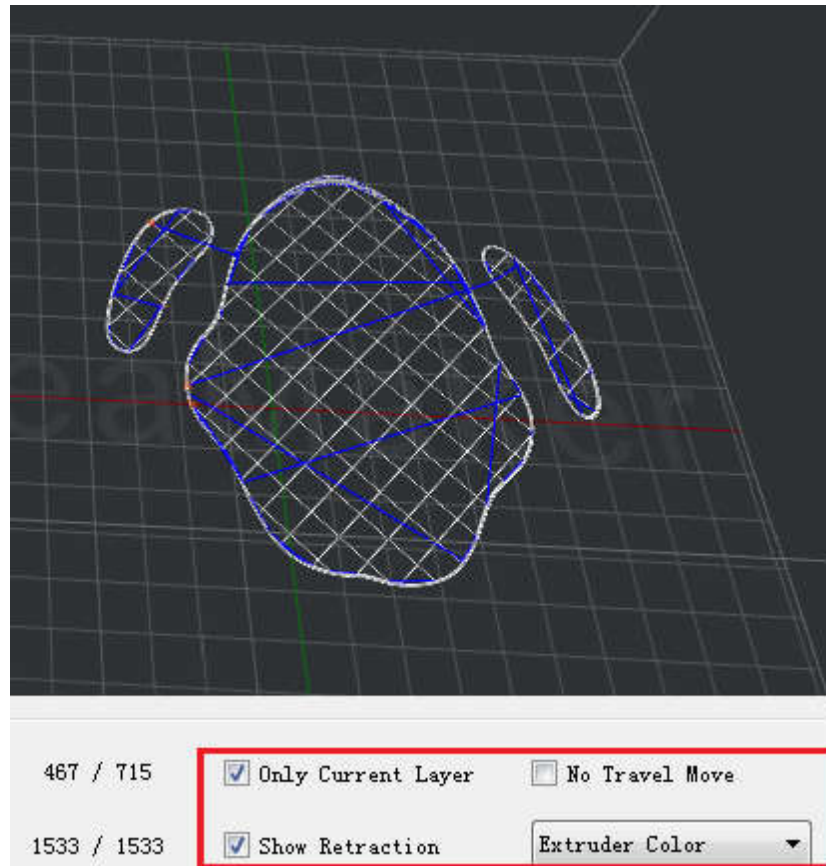 467 / 715
Only Current Layer
No Travel Move
1533 / 1533
Show Retraction
Extruder Color